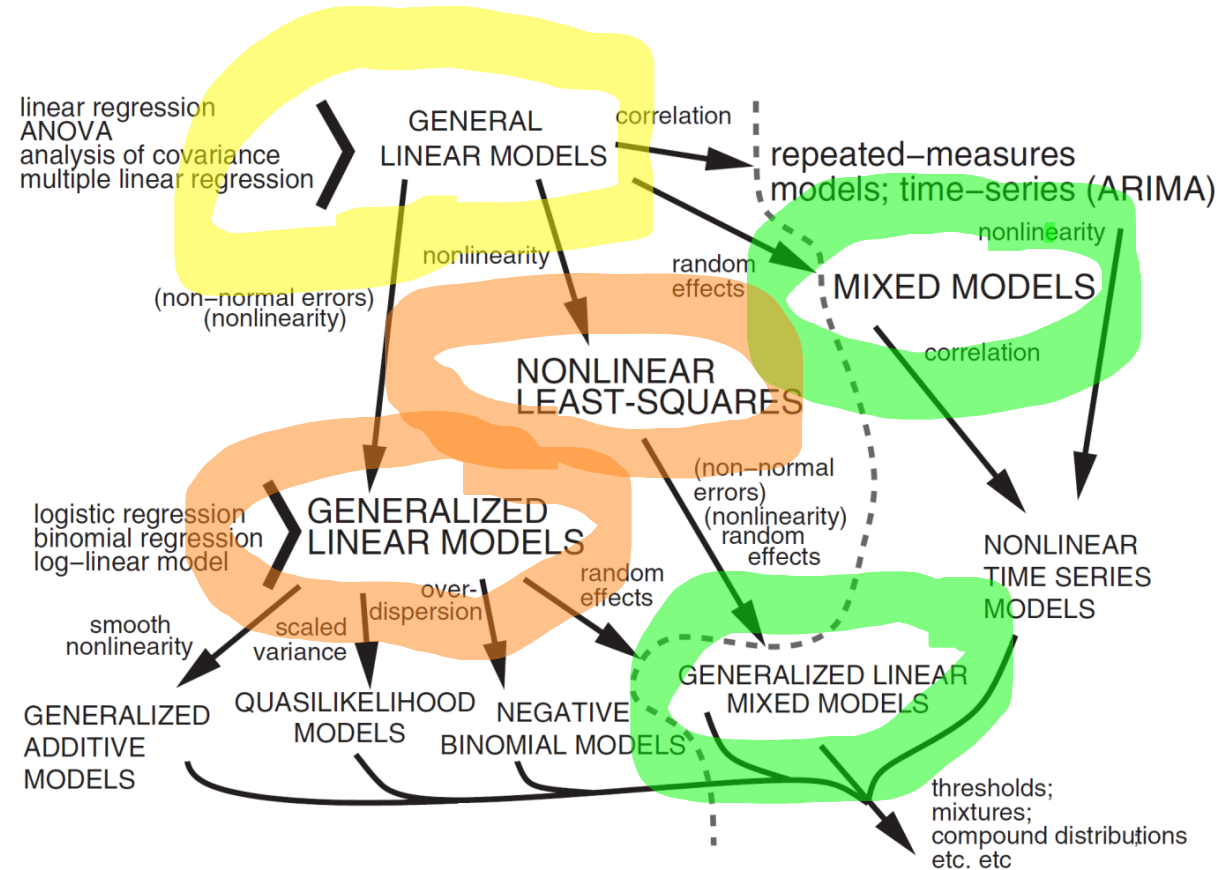 linear regression
ANOVA
analysis of covariance
multiple linear regression
GENERAL
LINEAR MODELS
correlation
repeated−measures
models; time−series (ARIMA)
nonlinearity
(non−normal errors)
(nonlinearity)
random
effects
nonlinearity
MIXED MODELS
correlation
NONLINEAR
LEAST-SQUARES
(non−normal
errors)
(nonlinearity)
random
effects
logistic regression
binomial regression
log−linear model
GENERALIZED
LINEAR MODELS
NONLINEAR
TIME SERIES
MODELS
smooth
nonlinearity
scaled
variance
over-
dispersion
random
effects
GENERALIZED
ADDITIVE
MODELS
QUASILIKELIHOOD
MODELS
NEGATIVE
BINOMIAL MODELS
GENERALIZED LINEAR
MIXED MODELS
thresholds;
mixtures;
compound distributions;
etc. etc